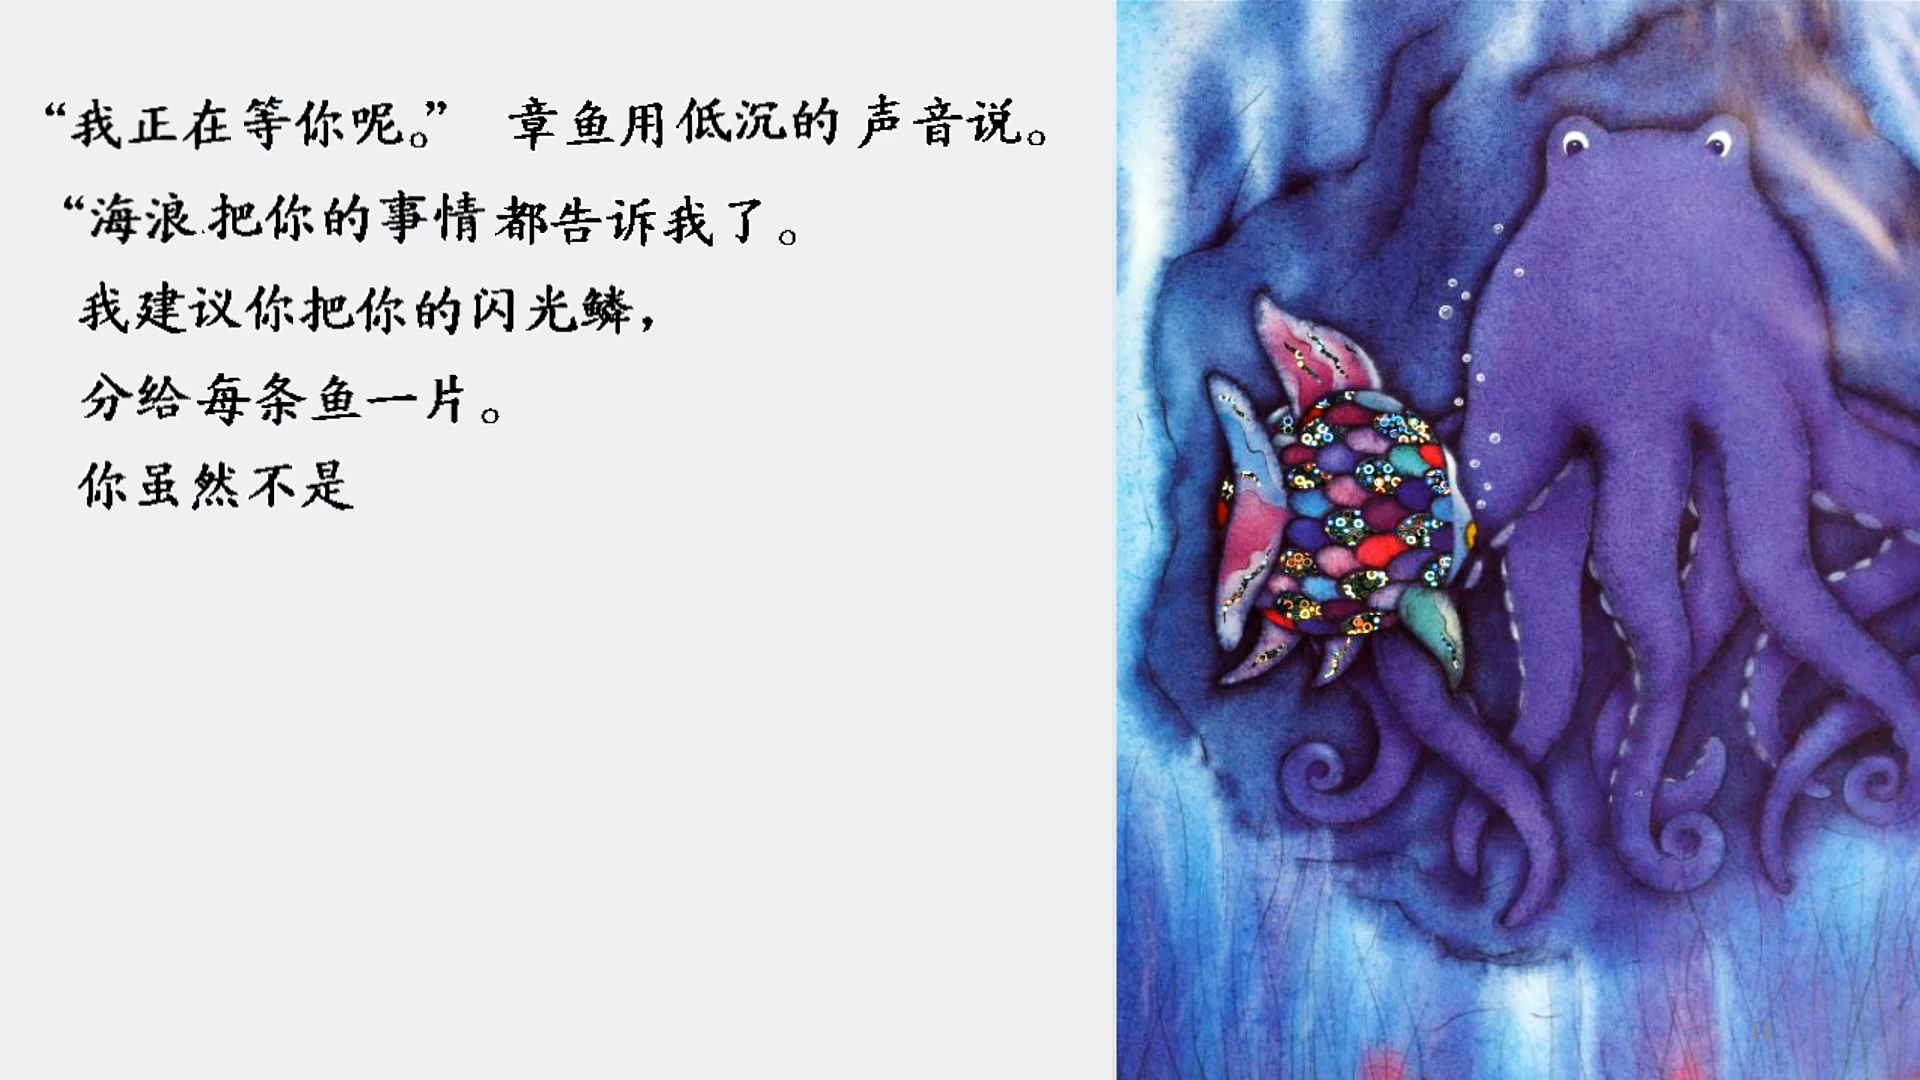 “我正在等你呢。” 章鱼用低沉的声音说。
“海浪把你的事情都告诉我了。
我建议你把你的闪光鳞，
分给每条鱼一片。
你虽然不是